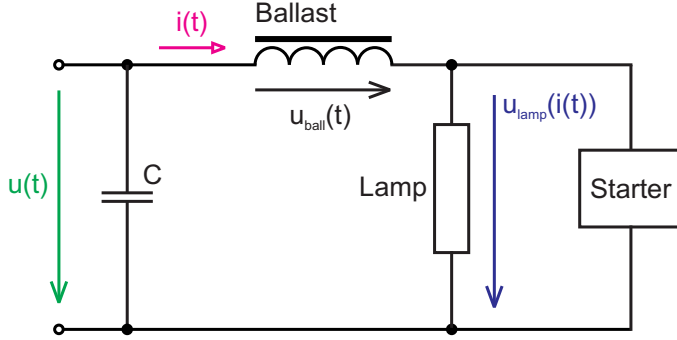 Ballast
i(t)
u_ball(t)
u_lamp(i(t))
u(t)
C
Lamp
Starter